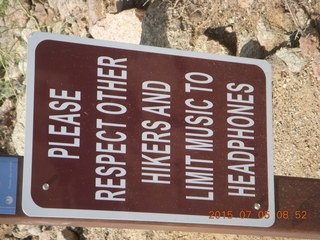 PLEASE
RESPECT OTHER
HIKERS AND
LIMIT MUSIC TO
HEADPHONES
2015-07-05 08:52